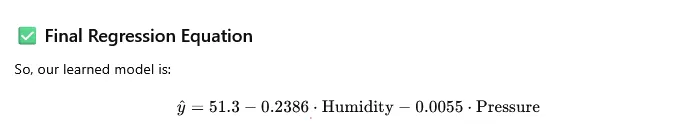 ✅ Final Regression Equation
So, our learned model is:
ŷ = 51.3 − 0.2386 · Humidity − 0.0055 · Pressure